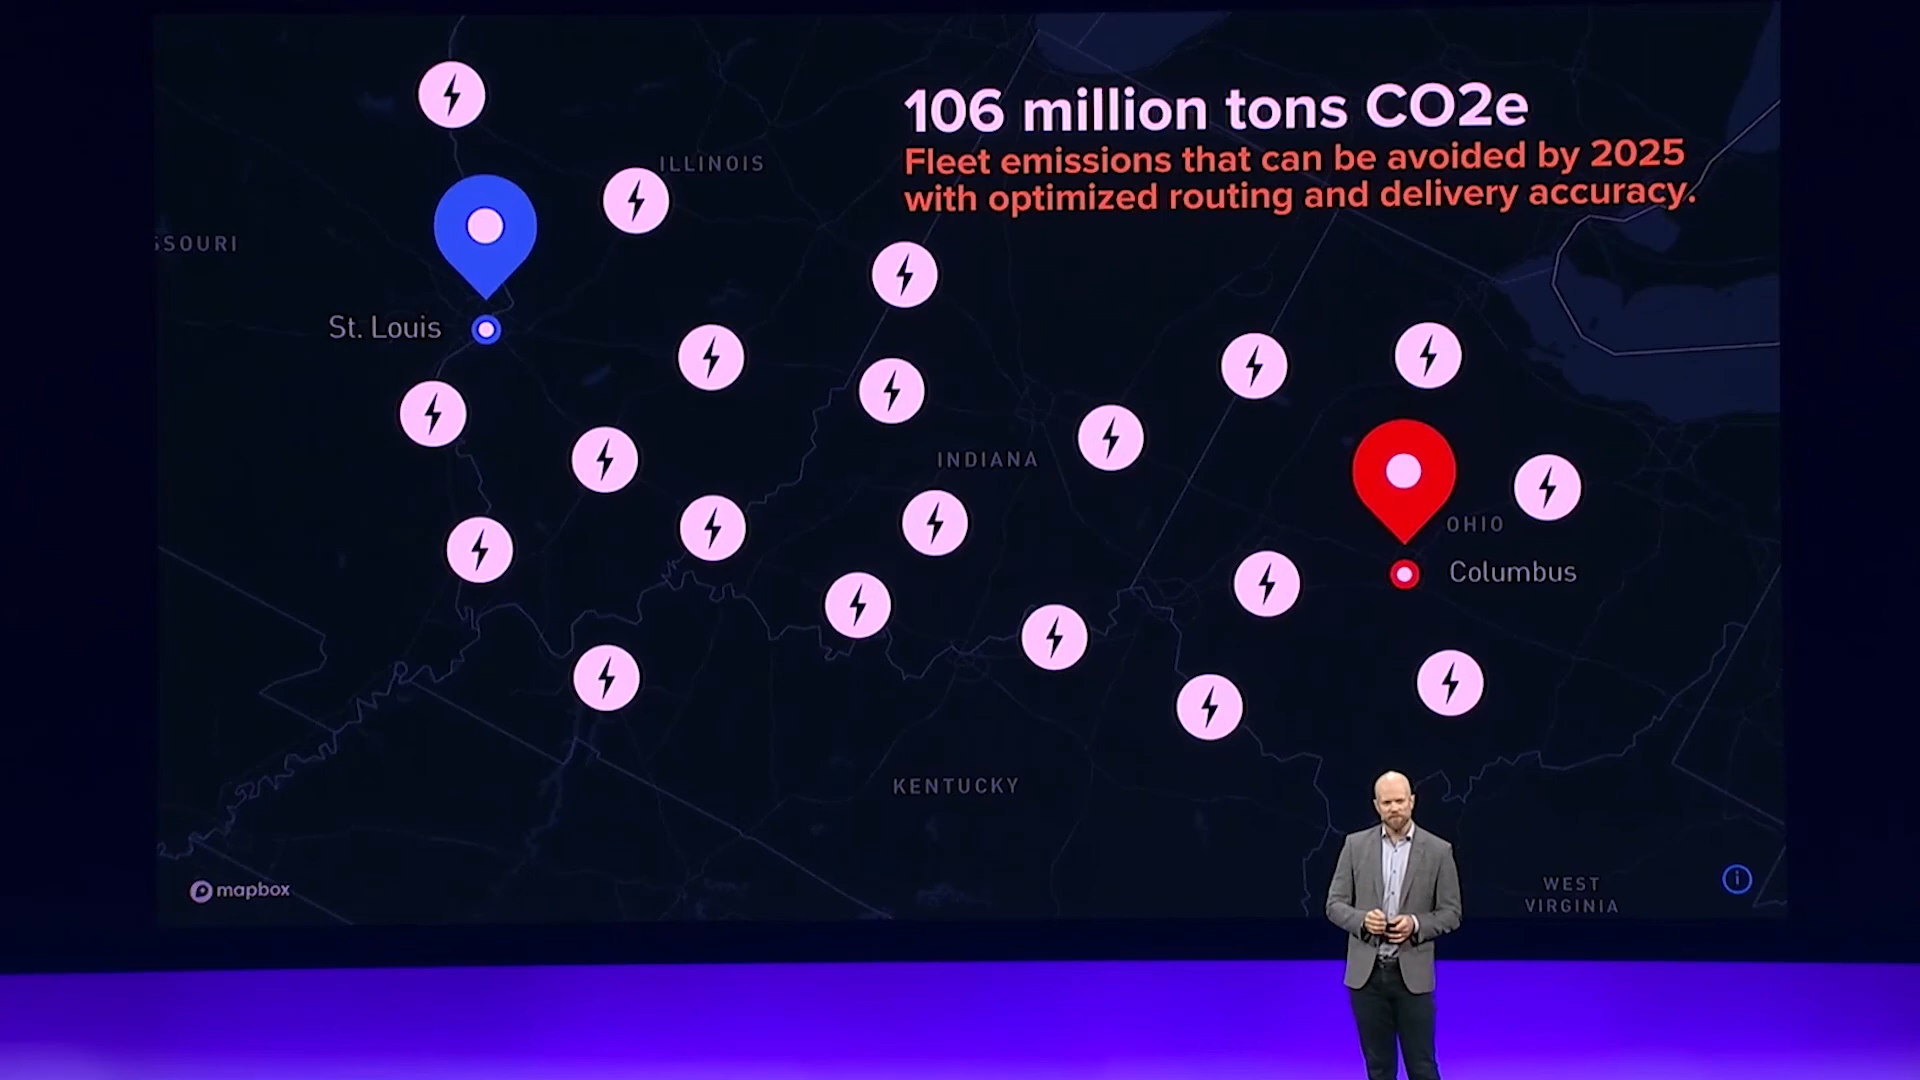 106 million tons CO2e
Fleet emissions that can be avoided by 2025
with optimized routing and delivery accuracy.
ILLINOIS
SSOURI
St. Louis
INDIANA
OHIO
Columbus
KENTUCKY
WEST
VIRGINIA
mapbox
i